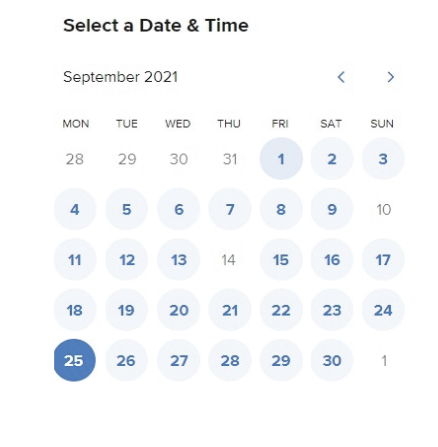 Select a Date & Time
September 2021
MON TUE WED THU FRI SAT SUN
28 29 30 31 1 2 3
4 5 6 7 8 9 10
11 12 13 14 15 16 17
18 19 20 21 22 23 24
25 26 27 28 29 30 1